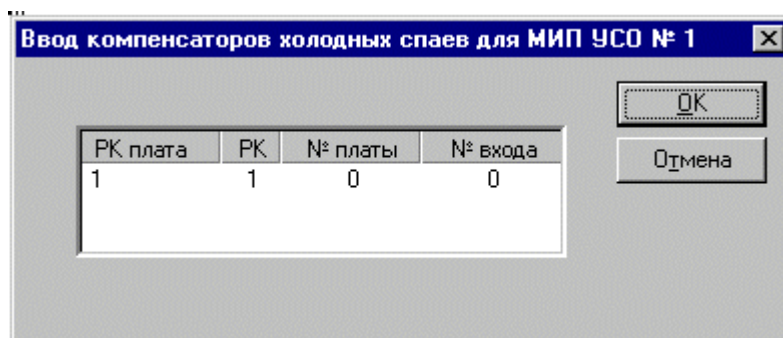 Ввод компенсаторов холодных спаев для МИП УСО № 1
OK
РК плата РК № платы № входа
Отмена
1 1 0 0